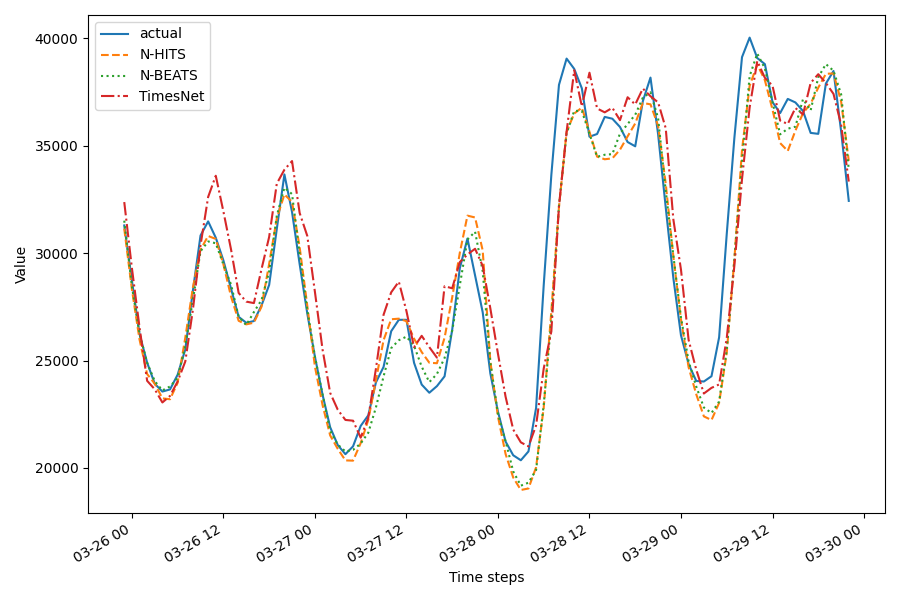 actual
N-HITS
N-BEATS
TimesNet
40000
35000
30000
25000
20000
Value
03-26 00
03-26 12
03-27 00
03-27 12
03-28 00
03-28 12
03-29 00
03-29 12
03-30 00
Time steps